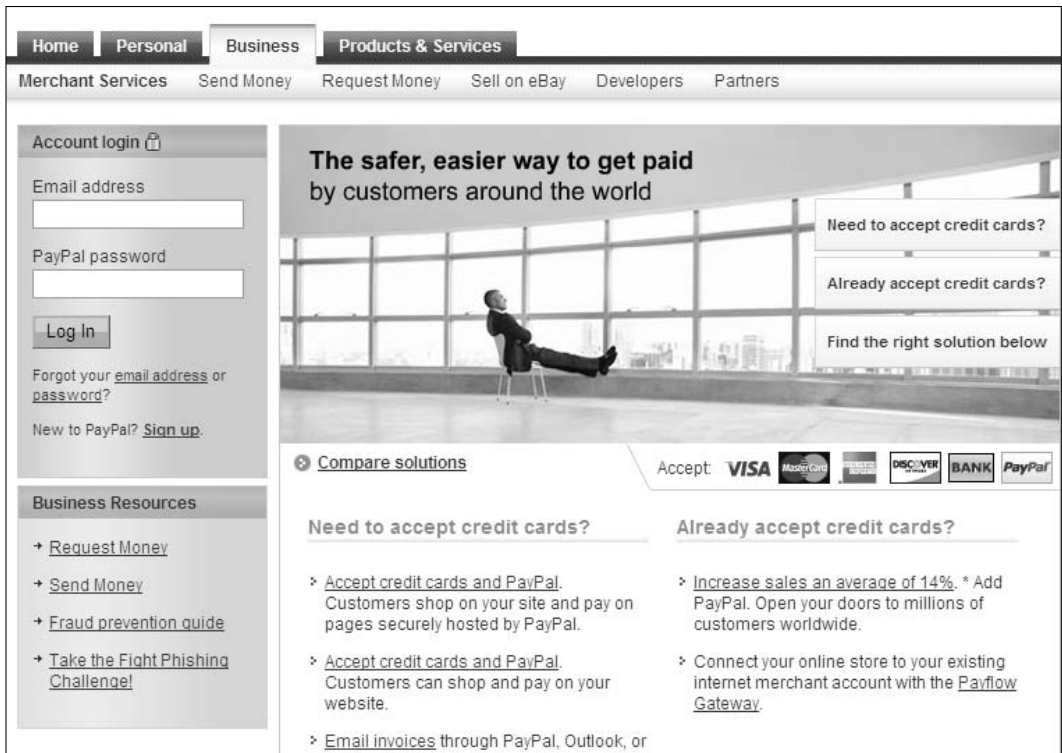 Home Personal Business Products & Services
Merchant Services Send Money Request Money Sell on eBay Developers Partners
Account login
Email address
PayPal password
Log In
Forgot your email address or
password?
New to PayPal? Sign up.
Business Resources
Request Money
Send Money
Fraud prevention guide
Take the Fight Phishing
Challenge!
The safer, easier way to get paid
by customers around the world
Need to accept credit cards?
Already accept credit cards?
Find the right solution below
Compare solutions
Accept: VISA MasterCard DISCOVER BANK PayPal
Need to accept credit cards?
Accept credit cards and PayPal.
Customers shop on your site and pay on
pages securely hosted by PayPal.
Accept credit cards and PayPal.
Customers can shop and pay on your
website.
Email invoices through PayPal, Outlook, or
Already accept credit cards?
Increase sales an average of 14%. * Add
PayPal. Open your doors to millions of
customers worldwide.
Connect your online store to your existing
internet merchant account with the Payflow
Gateway.